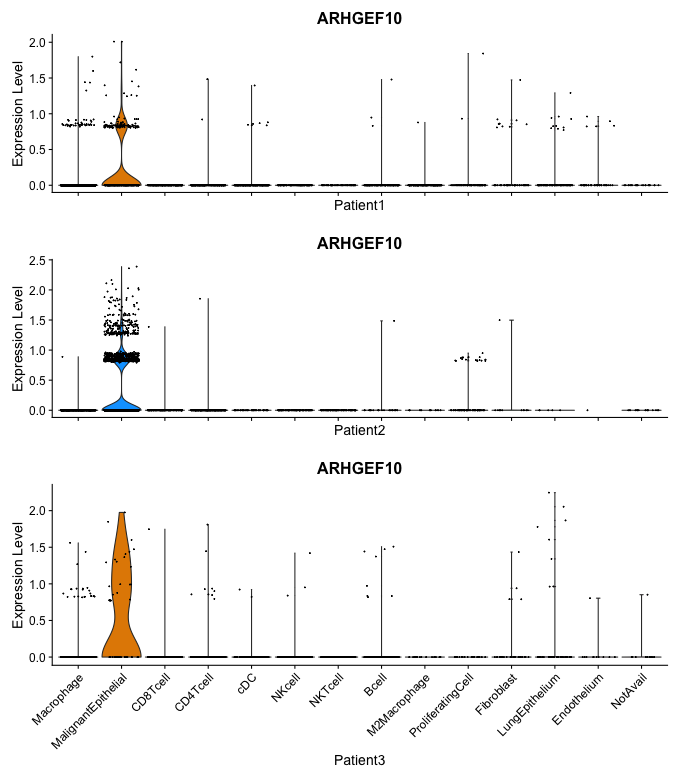 ARHGEF10
Expression Level
2.0
1.5
1.0
0.5
0.0
Patient1
ARHGEF10
Expression Level
2.5
2.0
1.5
1.0
0.5
0.0
Patient2
ARHGEF10
Expression Level
2.0
1.5
1.0
0.5
0.0
Macrophage
MalignantEpithelial
CD8Tcell
CD4Tcell
cDC
NKcell
NKTcell
Bcell
M2Macrophage
ProliferatingCell
Fibroblast
LungEpithelium
Endothelium
NotAvail
Patient3